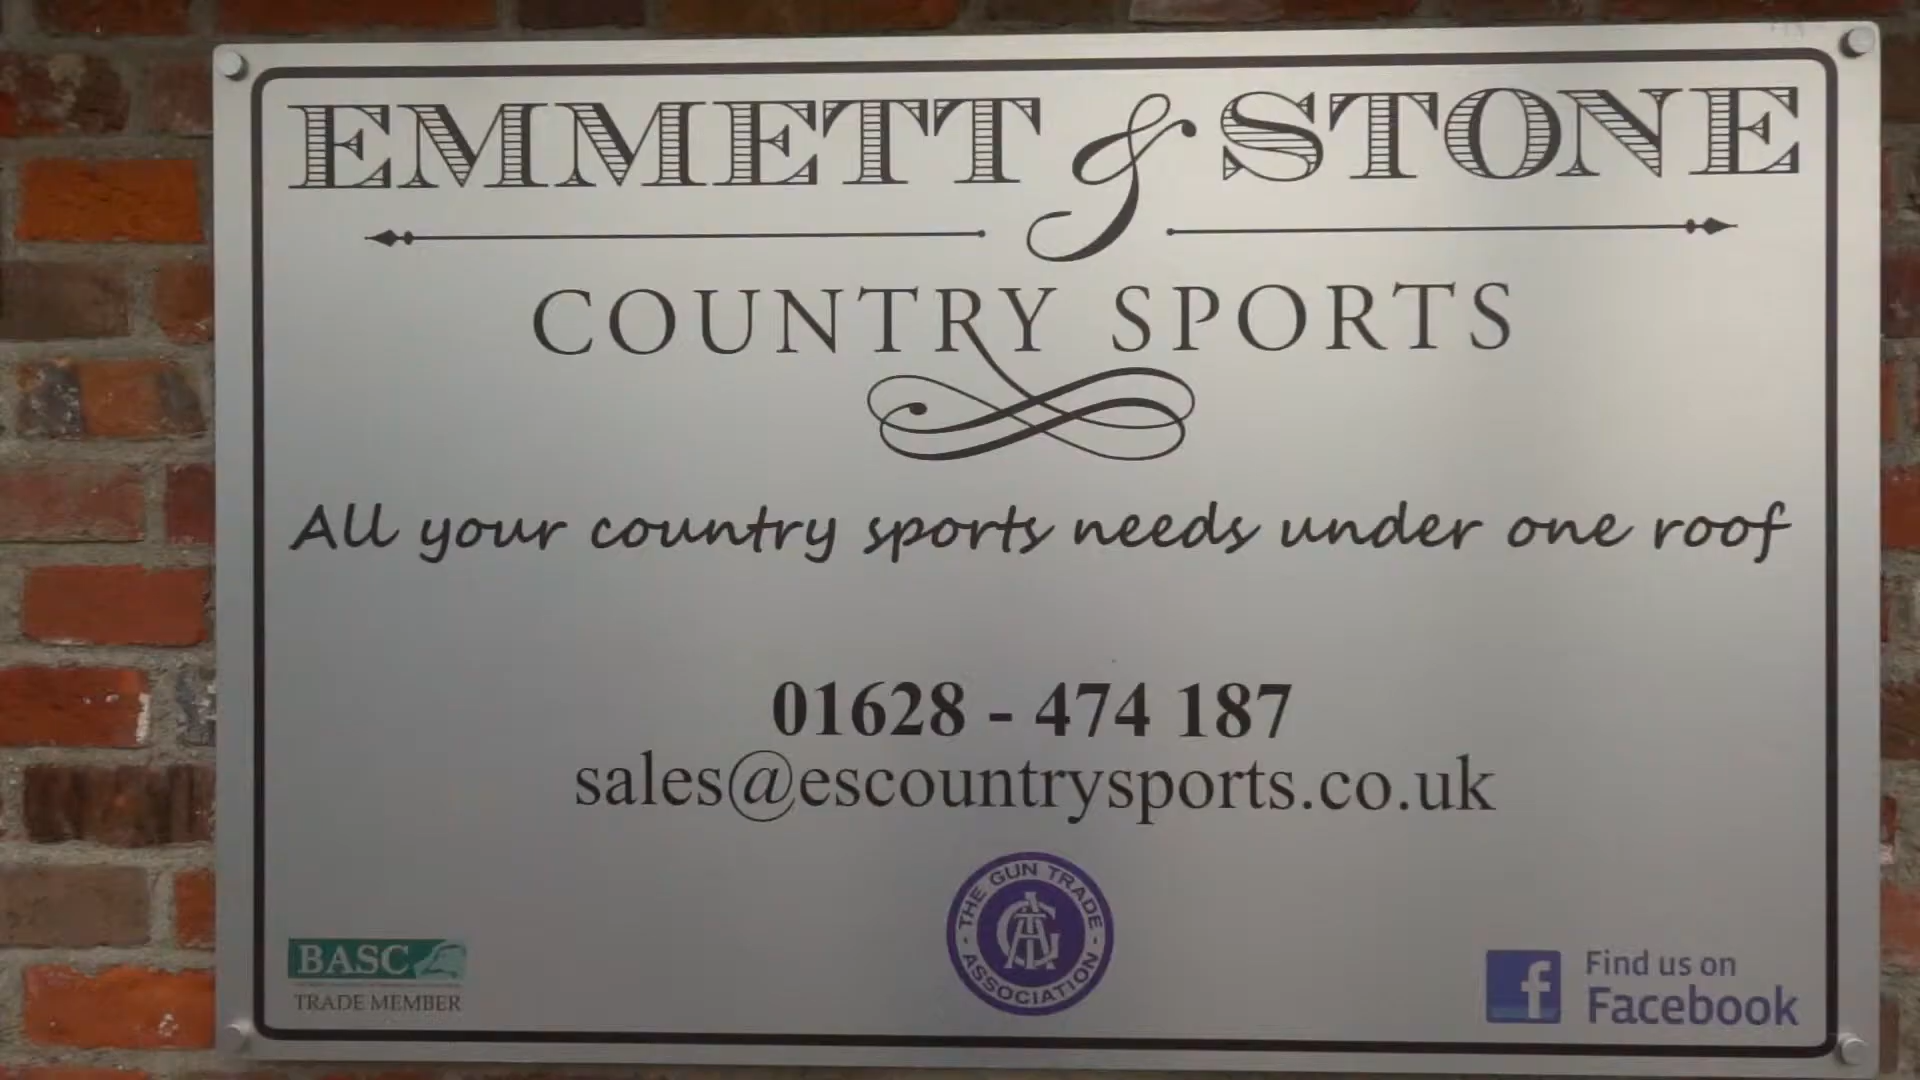 EMMETT & STONE
COUNTRY SPORTS
All your country sports needs under one roof
01628 - 474 187
sales@escountrysports.co.uk
THE GUN TRADE
ASSOCIATION
BASC
TRADE MEMBER
f
Find us on
Facebook